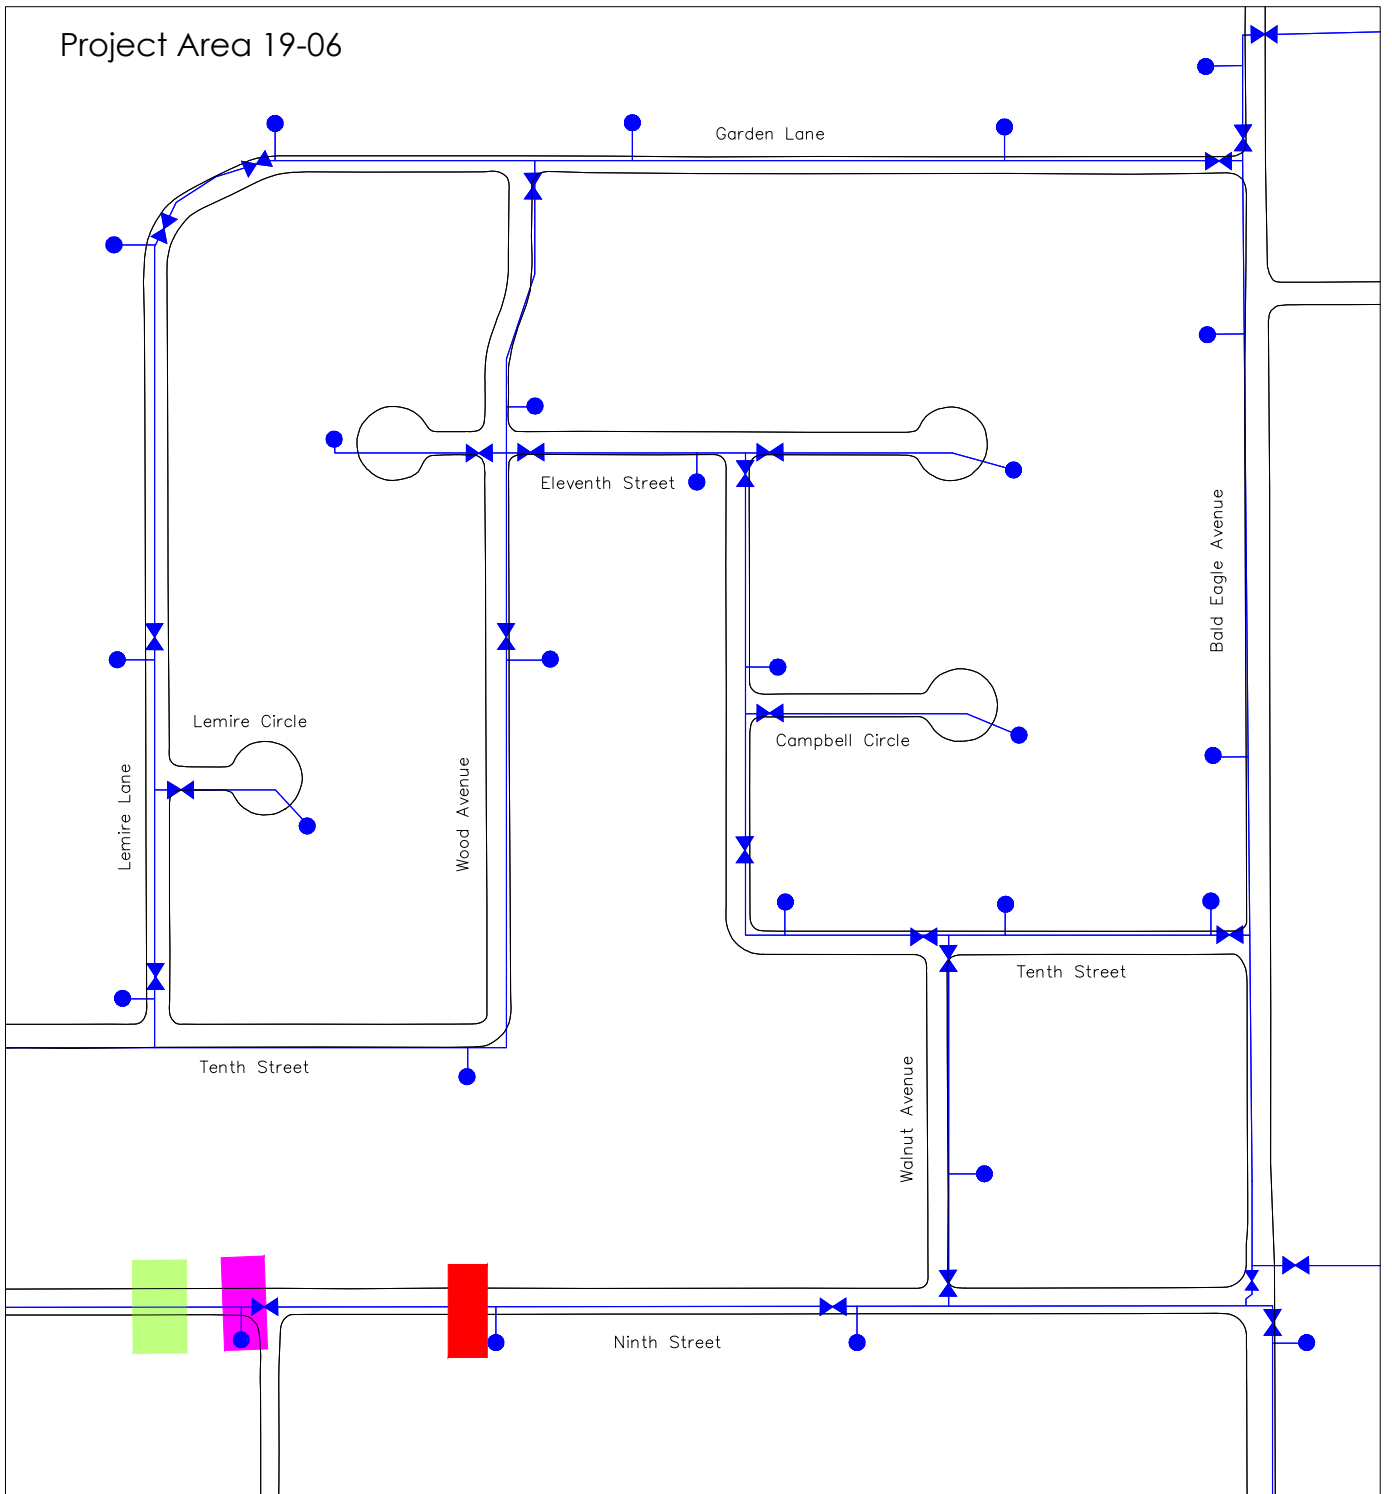 Project Area 19-06
Garden Lane
Eleventh Street
Bald Eagle Avenue
Lemire Circle
Campbell Circle
Lemire Lane
Wood Avenue
Tenth Street
Tenth Street
Walnut Avenue
Ninth Street